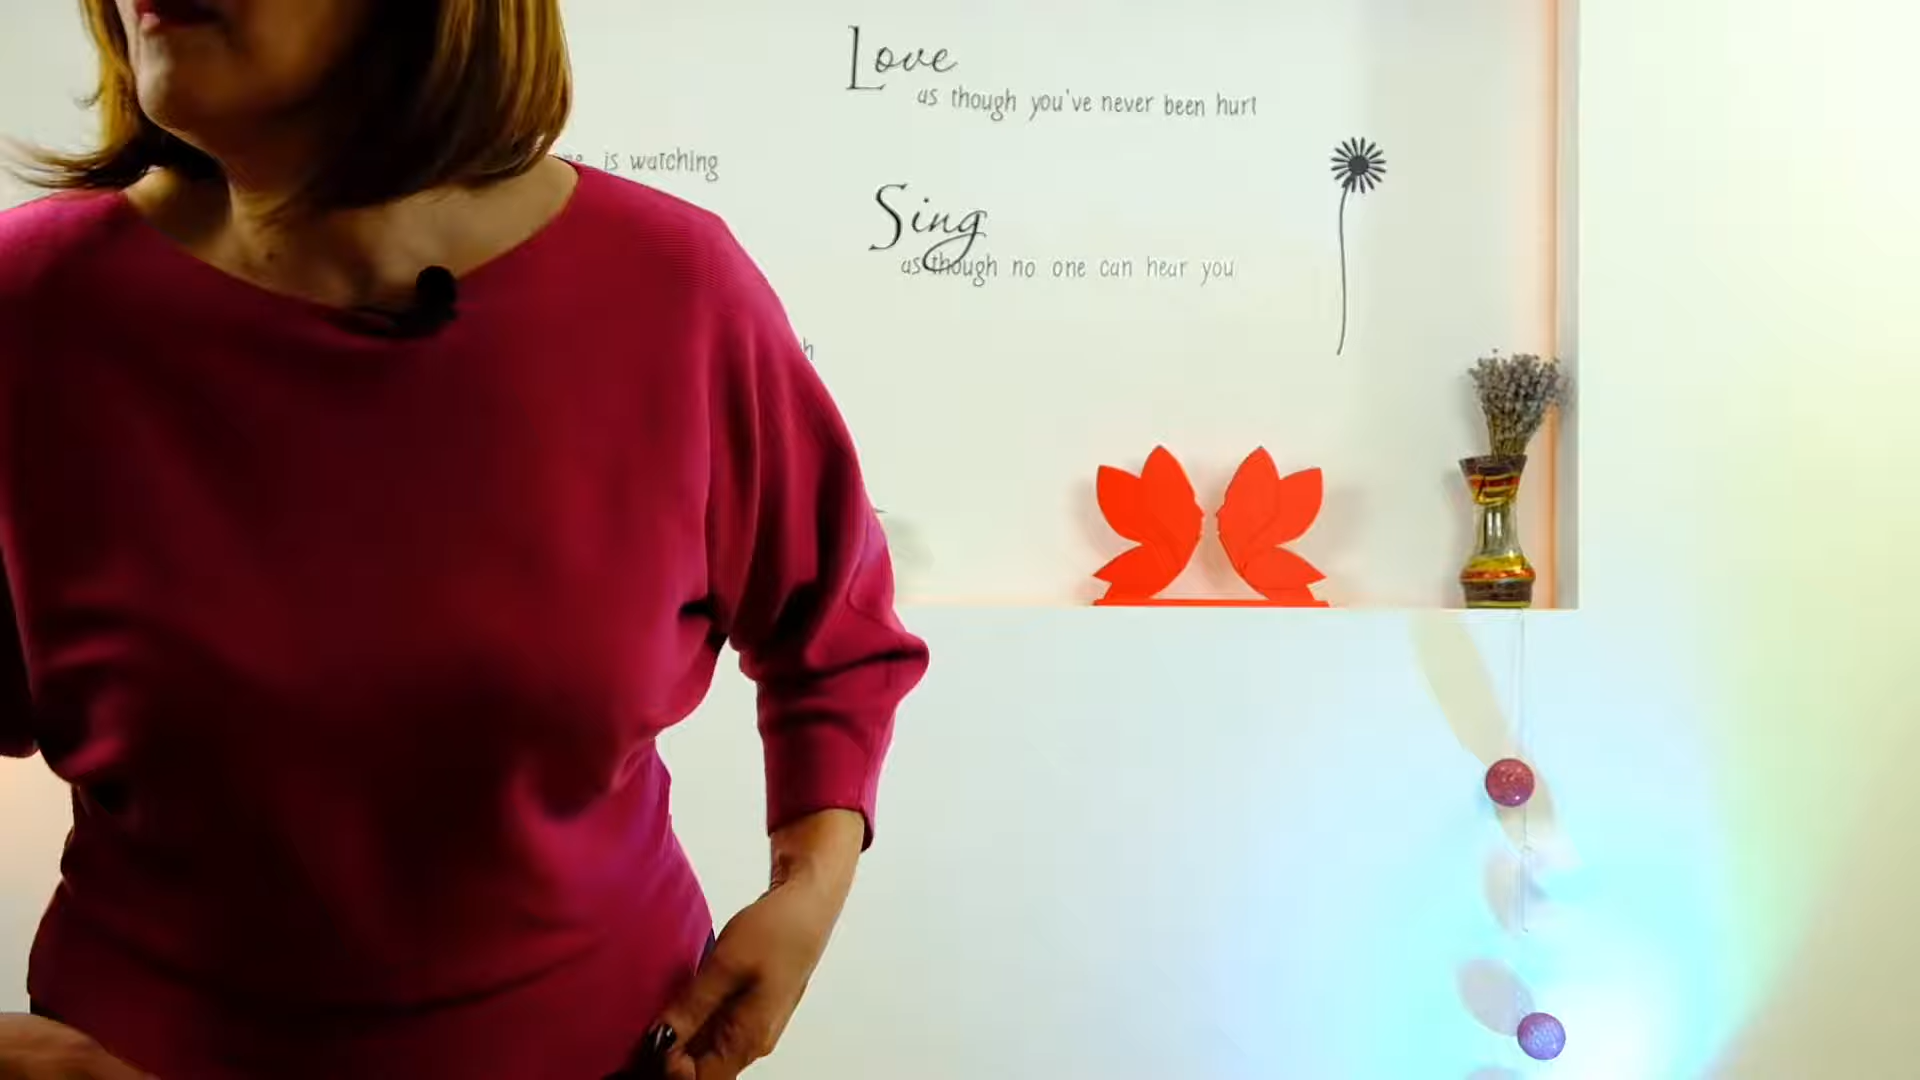 Love
as though you've never been hurt
is watching
Sing
as though no one can hear you